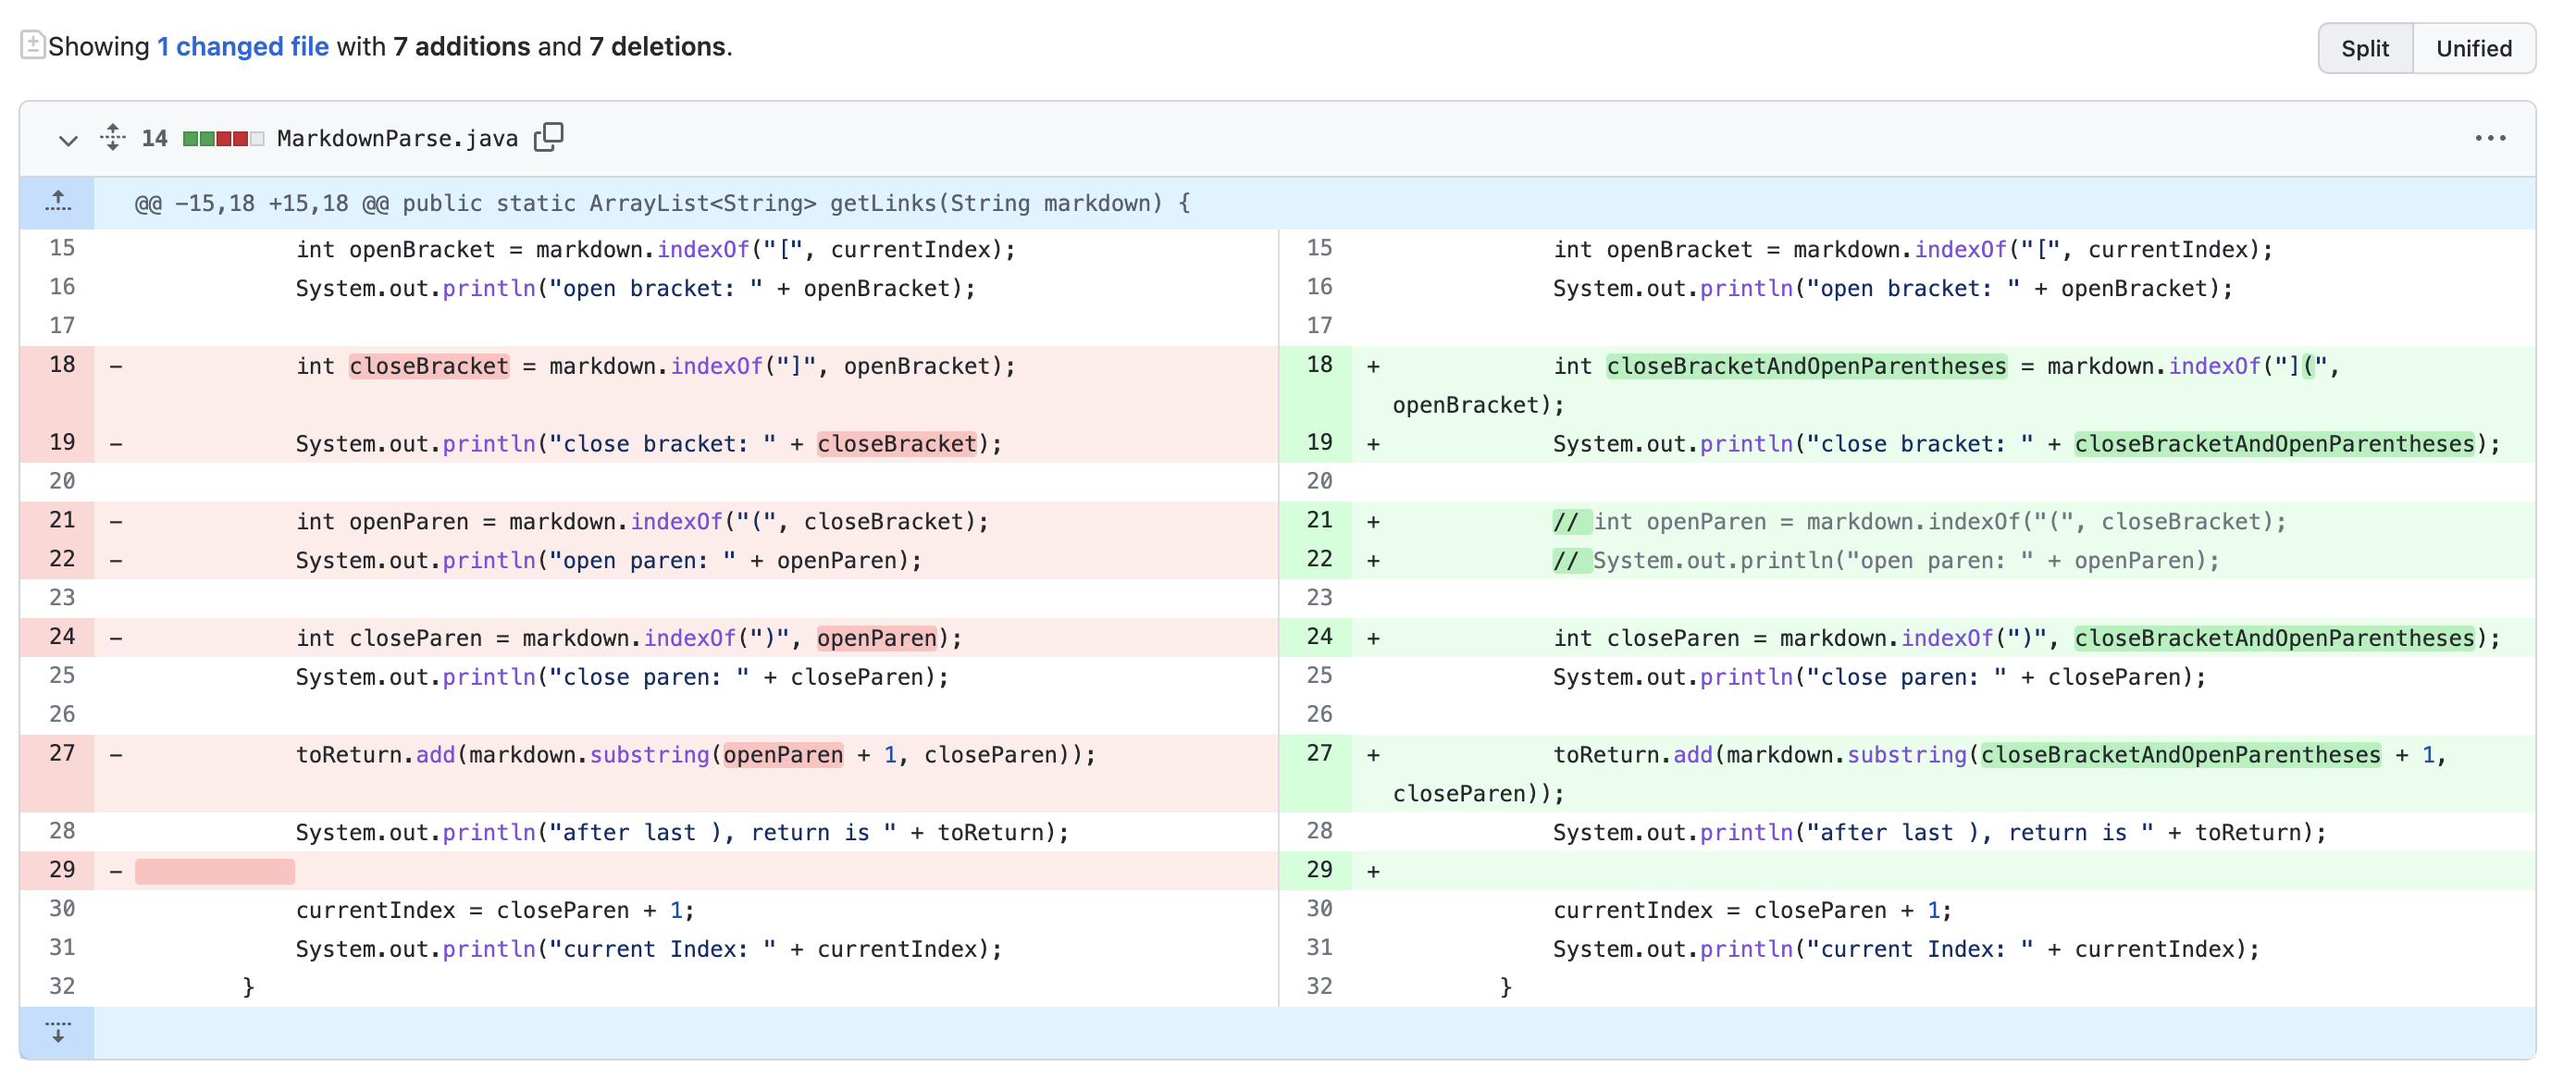 Showing 1 changed file with 7 additions and 7 deletions.
Split Unified
14 MarkdownParse.java
@@ -15,18 +15,18 @@ public static ArrayList<String> getLinks(String markdown) {
15 int openBracket = markdown.indexOf("[", currentIndex);
16 System.out.println("open bracket: " + openBracket);
17
18 - int closeBracket = markdown.indexOf("]", openBracket);
19 - System.out.println("close bracket: " + closeBracket);
20
21 - int openParen = markdown.indexOf("(", closeBracket);
22 - System.out.println("open paren: " + openParen);
23
24 - int closeParen = markdown.indexOf(")", openParen);
25 System.out.println("close paren: " + closeParen);
26
27 - toReturn.add(markdown.substring(openParen + 1, closeParen));
28 System.out.println("after last ), return is " + toReturn);
29 -
30 currentIndex = closeParen + 1;
31 System.out.println("current Index: " + currentIndex);
32 }
15 int openBracket = markdown.indexOf("[", currentIndex);
16 System.out.println("open bracket: " + openBracket);
17
18 + int closeBracketAndOpenParentheses = markdown.indexOf("](",
openBracket);
19 + System.out.println("close bracket: " + closeBracketAndOpenParentheses);
20
21 + // int openParen = markdown.indexOf("(", closeBracket);
22 + // System.out.println("open paren: " + openParen);
23
24 + int closeParen = markdown.indexOf(")", closeBracketAndOpenParentheses);
25 System.out.println("close paren: " + closeParen);
26
27 + toReturn.add(markdown.substring(closeBracketAndOpenParentheses + 1,
closeParen));
28 System.out.println("after last ), return is " + toReturn);
29 +
30 currentIndex = closeParen + 1;
31 System.out.println("current Index: " + currentIndex);
32 }